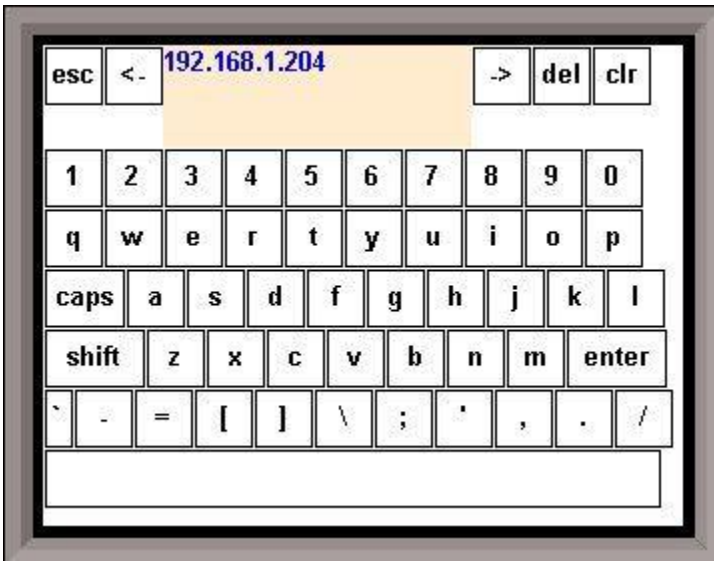 esc <- 192.168.1.204 -> del clr
1 2 3 4 5 6 7 8 9 0
q w e r t y u i o p
caps a s d f g h j k l
shift z x c v b n m enter
` - = [ ] \ ; ' , . /